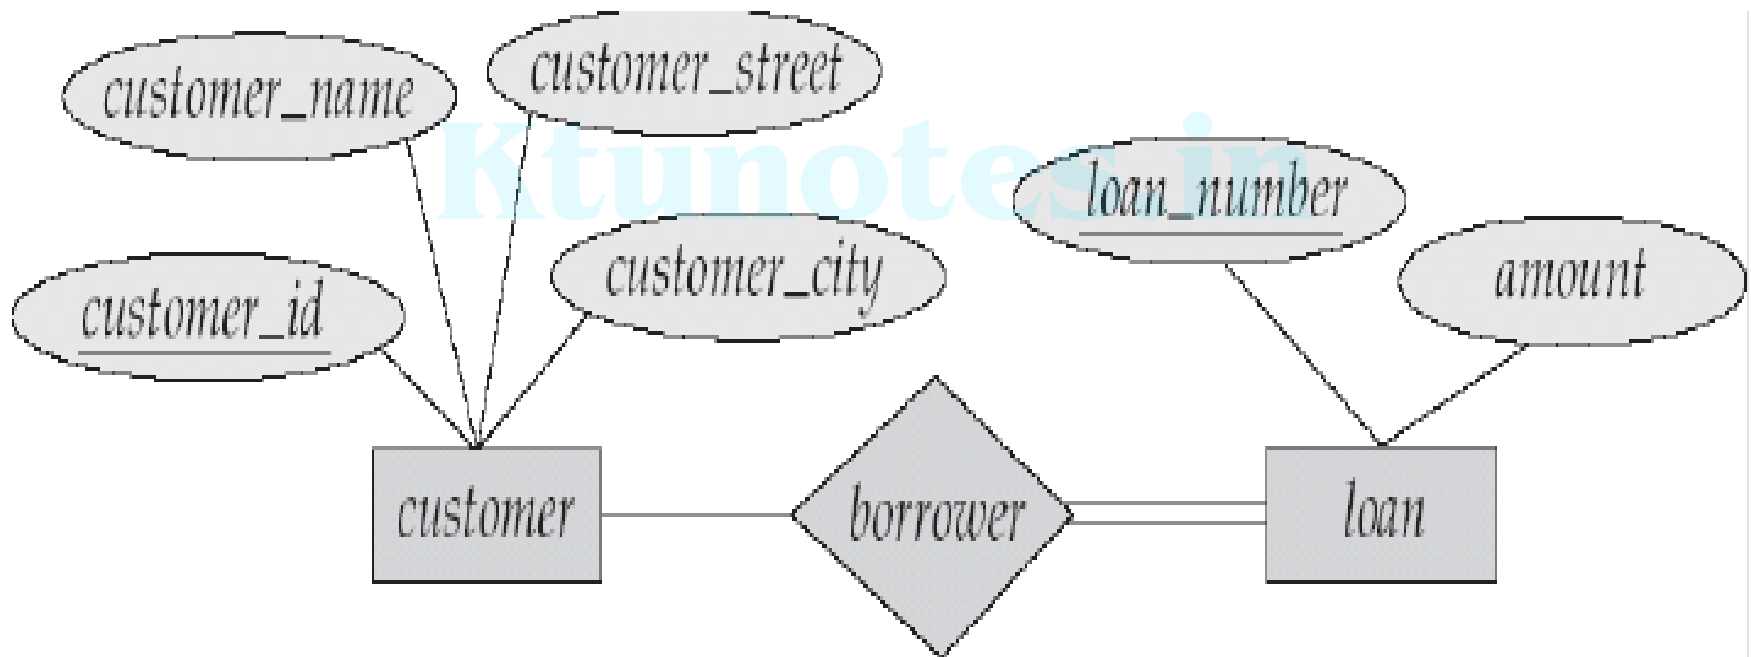 customer_name
customer_street
Ktunotes.in
loan_number
customer_city
amount
customer_id
customer
borrower
loan